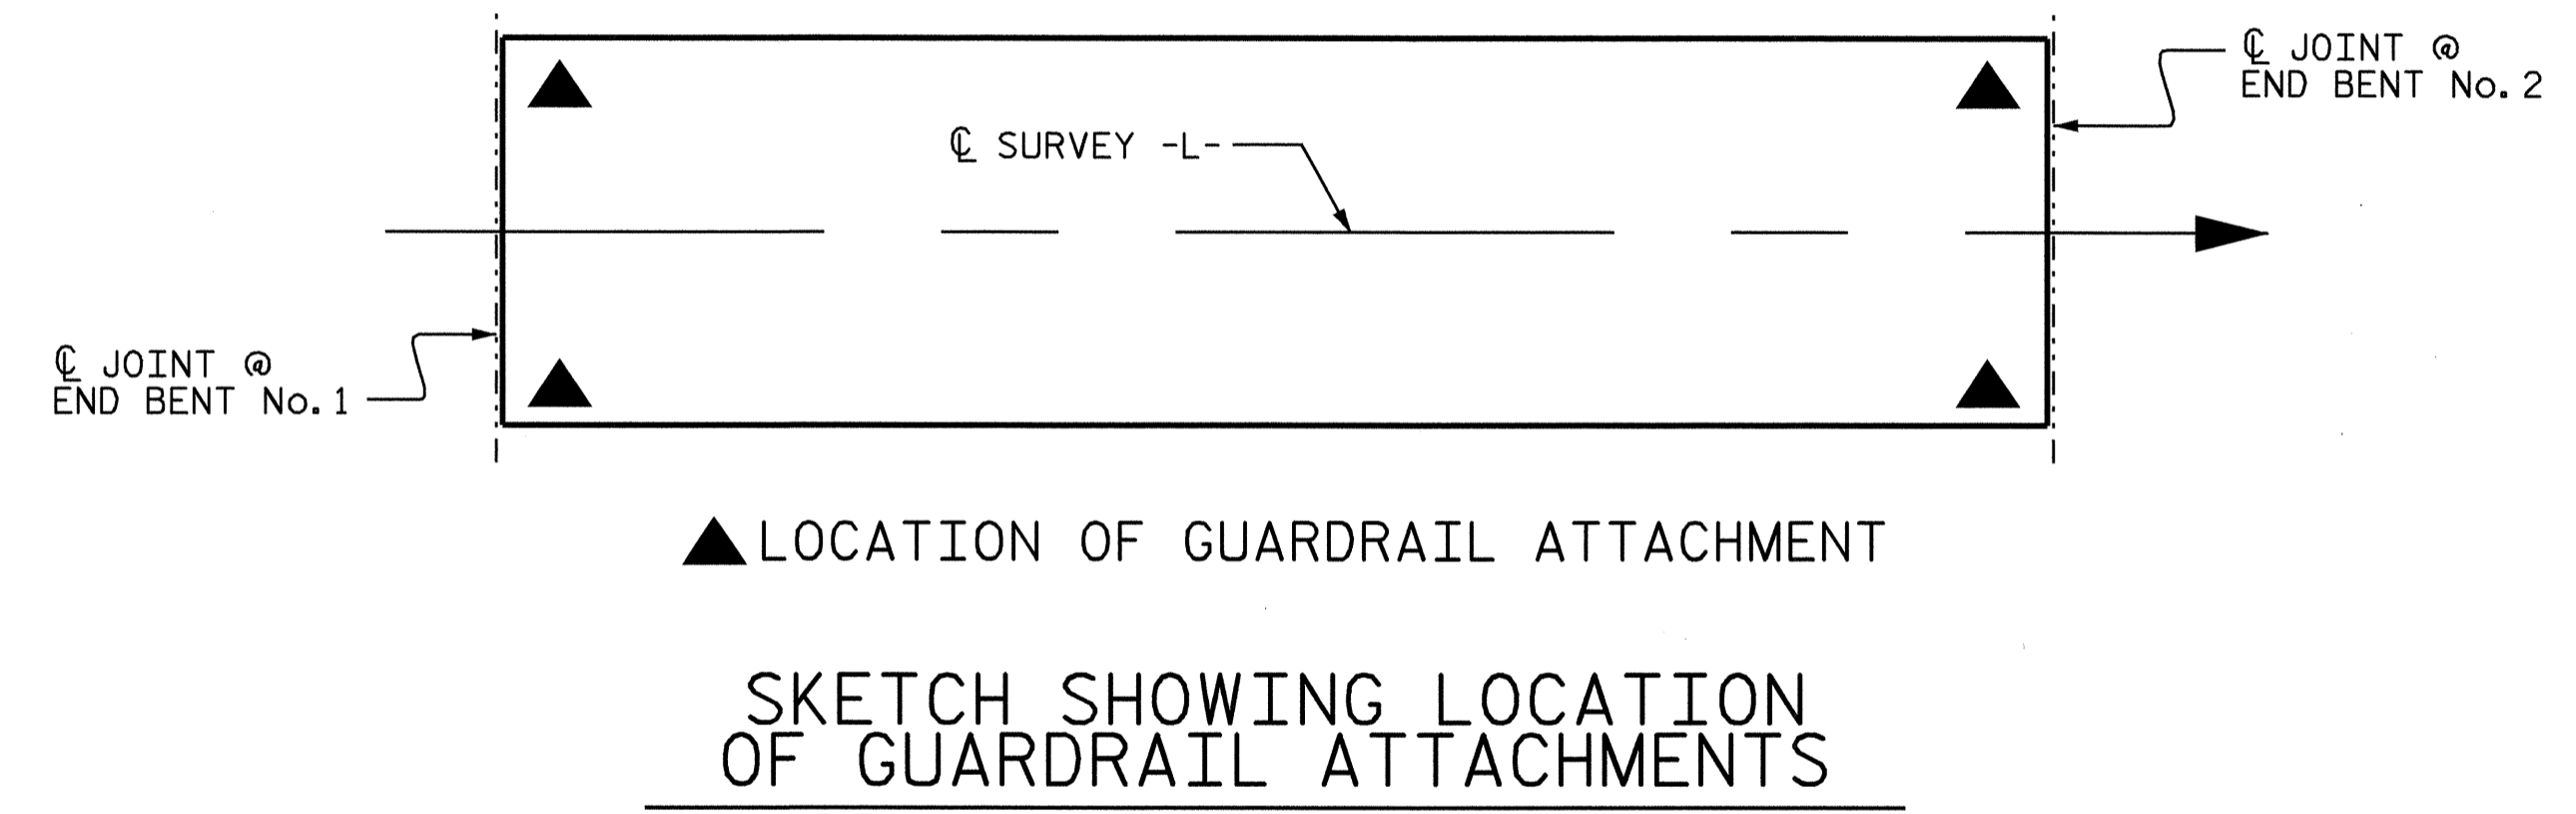 ℄ JOINT @
END BENT No. 2
℄ SURVEY -L-
℄ JOINT @
END BENT No. 1
▲ LOCATION OF GUARDRAIL ATTACHMENT
SKETCH SHOWING LOCATION
OF GUARDRAIL ATTACHMENTS